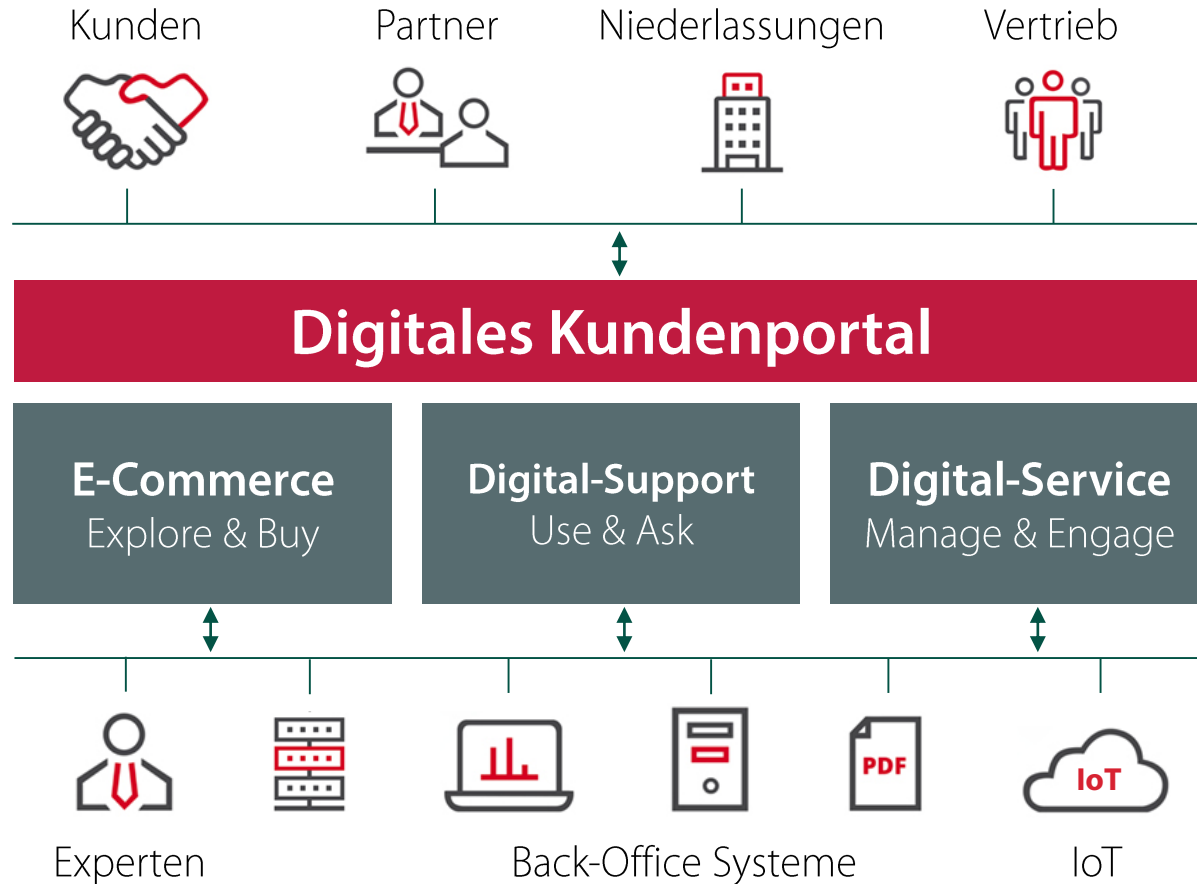 Kunden Partner Niederlassungen Vertrieb
Digitales Kundenportal
E-Commerce
Explore & Buy
Digital-Support
Use & Ask
Digital-Service
Manage & Engage
PDF
IoT
Experten Back-Office Systeme IoT